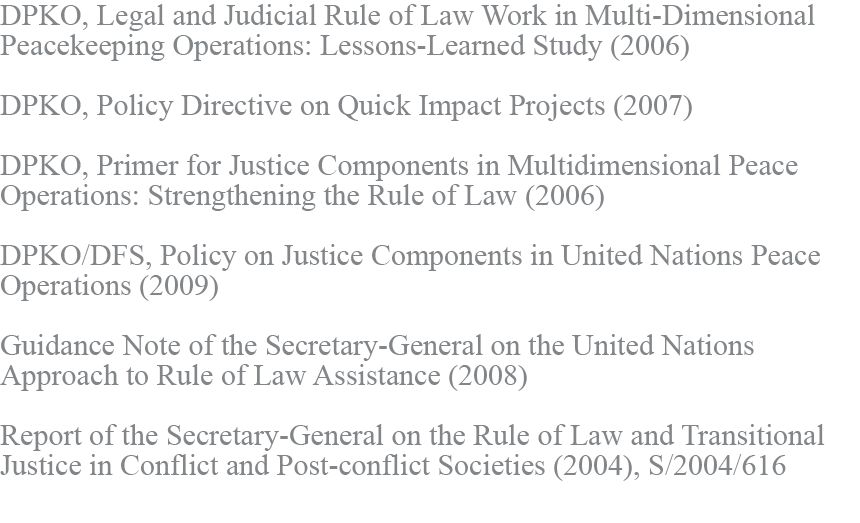 DPKO, Legal and Judicial Rule of Law Work in Multi-Dimensional
Peacekeeping Operations: Lessons-Learned Study (2006)
DPKO, Policy Directive on Quick Impact Projects (2007)
DPKO, Primer for Justice Components in Multidimensional Peace
Operations: Strengthening the Rule of Law (2006)
DPKO/DFS, Policy on Justice Components in United Nations Peace
Operations (2009)
Guidance Note of the Secretary-General on the United Nations
Approach to Rule of Law Assistance (2008)
Report of the Secretary-General on the Rule of Law and Transitional
Justice in Conflict and Post-conflict Societies (2004), S/2004/616